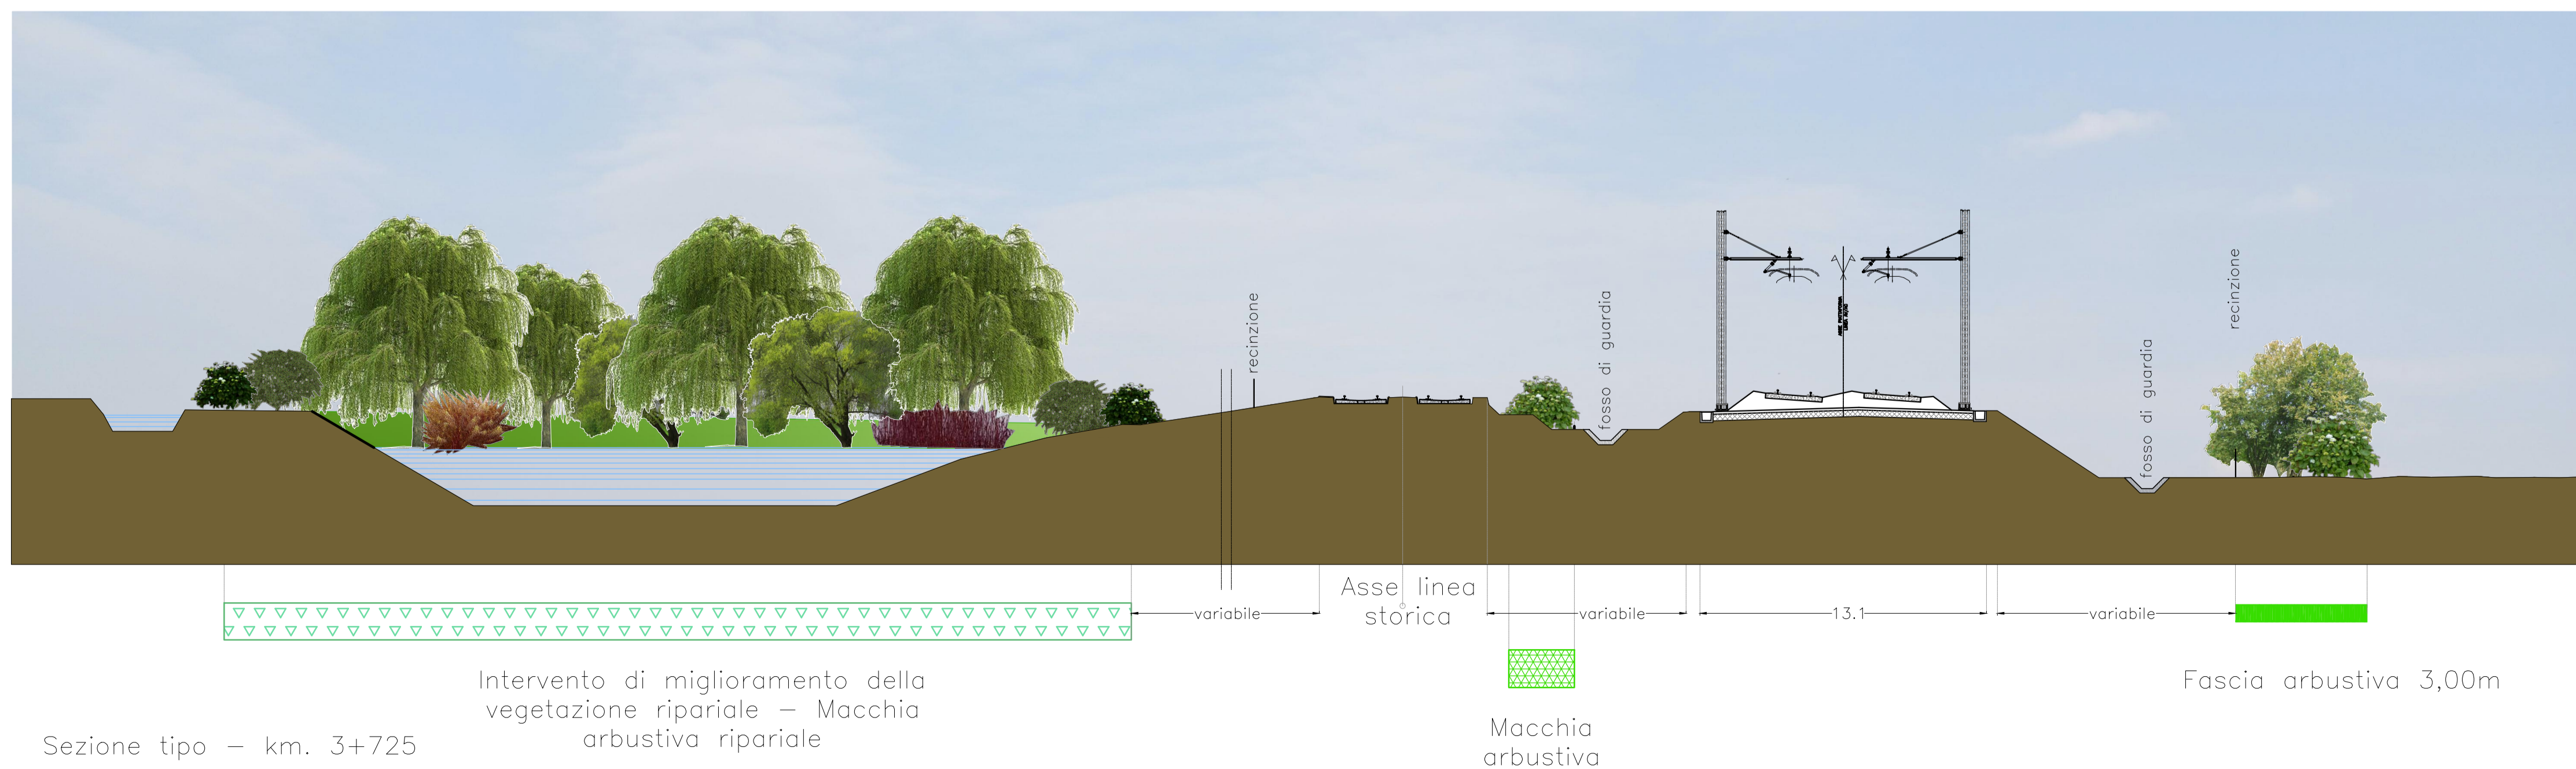 recinzione
fosso di guardia
fosso di guardia
recinzione
variabile
Asse linea
storica
variabile
13.1
variabile
Intervento di miglioramento della
vegetazione ripariale – Macchia
arbustiva ripariale
Macchia
arbustiva
Fascia arbustiva 3,00m
Sezione tipo – km. 3+725